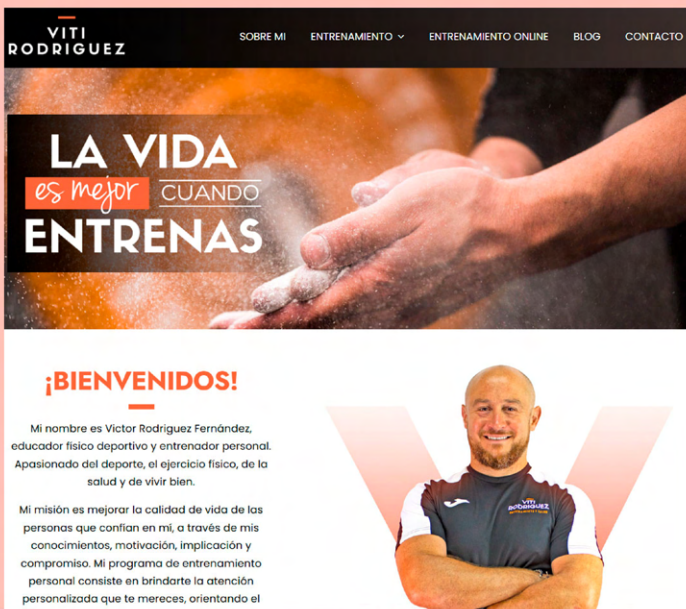 VITI
RODRIGUEZ
SOBRE MI ENTRENAMIENTO ENTRENAMIENTO ONLINE BLOG CONTACTO
LA VIDA
es mejor CUANDO
ENTRENAS
¡BIENVENIDOS!
Mi nombre es Victor Rodriguez Fernández,
educador físico deportivo y entrenador personal.
Apasionado del deporte, el ejercicio físico, de la
salud y de vivir bien.
Mi misión es mejorar la calidad de vida de las
personas que confían en mí, a través de mis
conocimientos, motivación, implicación y
compromiso. Mi programa de entrenamiento
personal consiste en brindarte la atención
personalizada que te mereces, orientando el
VITI
RODRIGUEZ